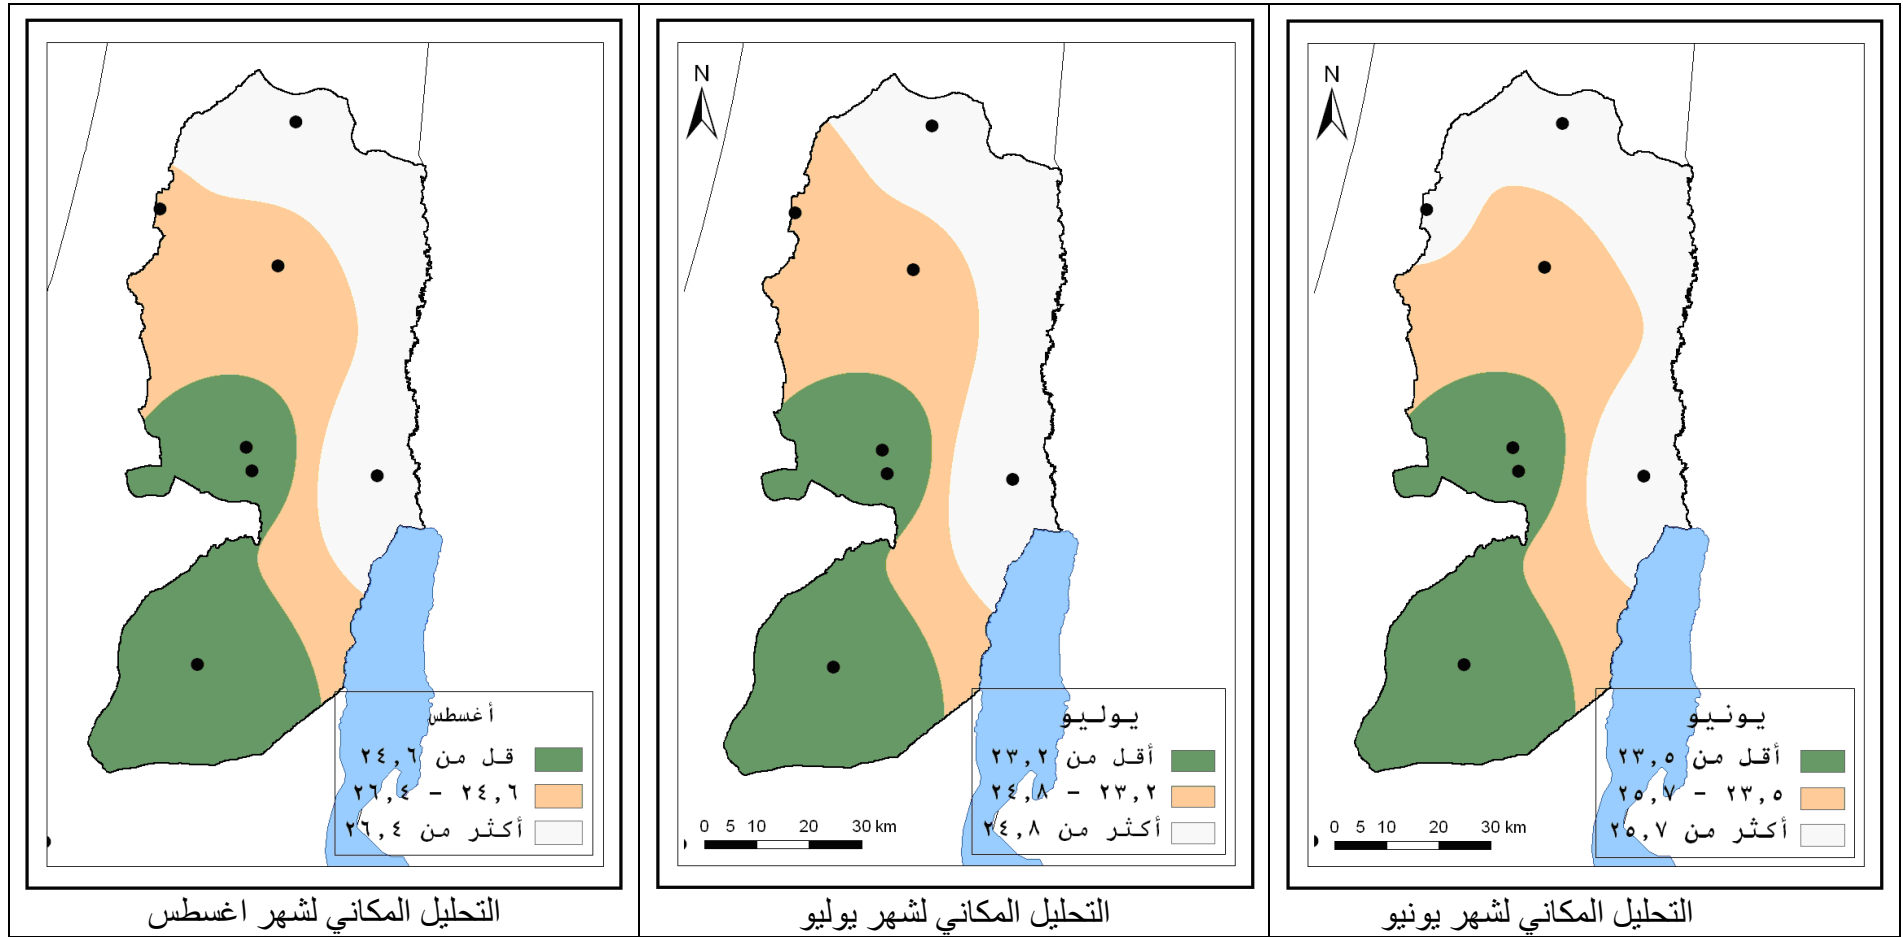 N
يونيو
أقل من ٢٣,٥
٢٣,٥ - ٢٥,٧
أكثر من ٢٥,٧
0 5 10 20 30 km
التحليل المكاني لشهر يونيو
N
يوليو
أقل من ٢٣,٢
٢٣,٢ - ٢٤,٨
أكثر من ٢٤,٨
0 5 10 20 30 km
التحليل المكاني لشهر يوليو
أغسطس
قل من ٢٤,٦
٢٤,٦ - ٢٦,٤
أكثر من ٢٦,٤
التحليل المكاني لشهر اغسطس